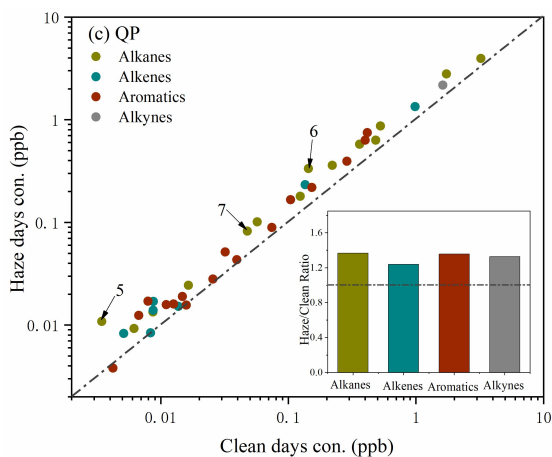 (c) QP
Alkanes
Alkenes
Aromatics
Alkynes
Haze days con. (ppb)
10
1
0.1
0.01
5
6
7
0.01
0.1
1
10
Clean days con. (ppb)
Haze/Clean Ratio
1.6
1.2
0.8
0.4
0.0
Alkanes
Alkenes
Aromatics
Alkynes